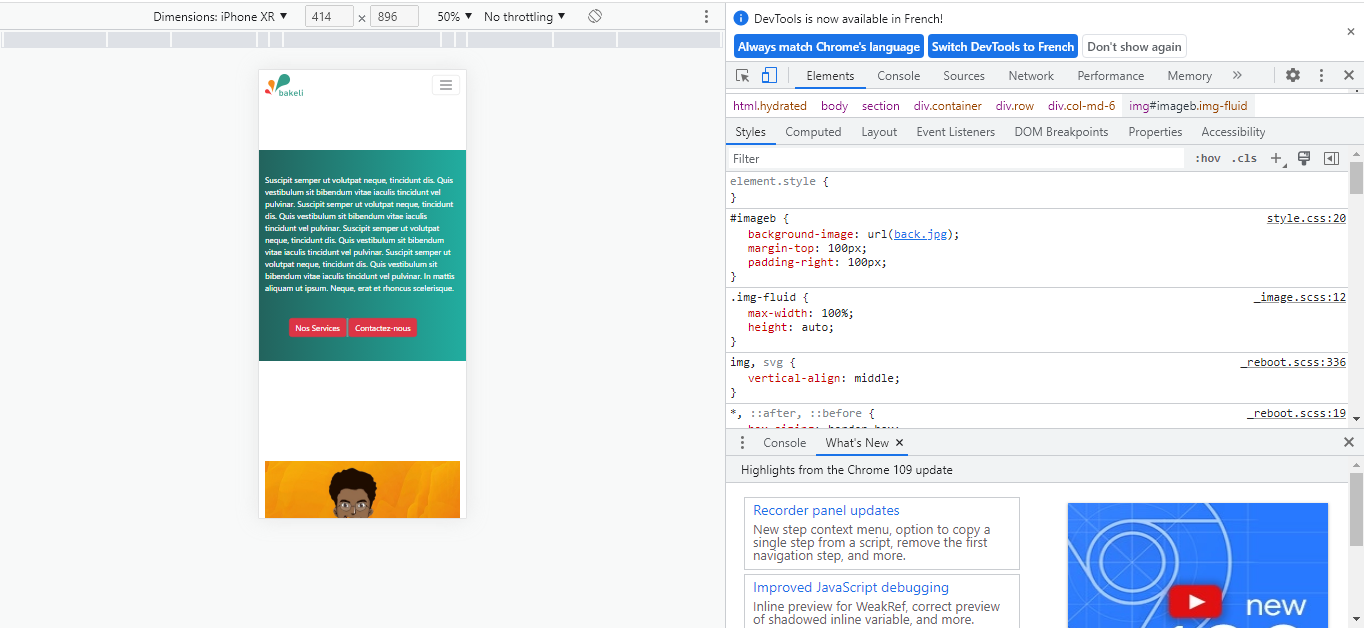 Dimensions: iPhone XR ▼ 414 × 896 50% ▼ No throttling ▼
bakeli
Suscipit semper ut volutpat neque, tincidunt dis. Quis
vestibulum sit bibendum vitae iaculis tincidunt vel
pulvinar. Suscipit semper ut volutpat neque, tincidunt
dis. Quis vestibulum sit bibendum vitae iaculis
tincidunt vel pulvinar. Suscipit semper ut volutpat
neque, tincidunt dis. Quis vestibulum sit bibendum
vitae iaculis tincidunt vel pulvinar. Suscipit semper ut
volutpat neque, tincidunt dis. Quis vestibulum sit
bibendum vitae iaculis tincidunt vel pulvinar. In mattis
aliquam ut ipsum. Neque, erat et rhoncus scelerisque.
Nos Services Contactez-nous
DevTools is now available in French!
Always match Chrome's language Switch DevTools to French Don't show again
Elements Console Sources Network Performance Memory »
html.hydrated body section div.container div.row div.col-md-6 img#imageb.img-fluid
Styles Computed Layout Event Listeners DOM Breakpoints Properties Accessibility
Filter :hov .cls +
element.style {
}
#imageb { style.css:20
background-image: url(back.jpg);
margin-top: 100px;
padding-right: 100px;
}
.img-fluid { _image.scss:12
max-width: 100%;
height: auto;
}
img, svg { _reboot.scss:336
vertical-align: middle;
}
*, ::after, ::before { _reboot.scss:19
box-sizing: border-box;
Console What's New ×
Highlights from the Chrome 109 update
Recorder panel updates
New step context menu, option to copy a
single step from a script, remove the first
navigation step, and more.
Improved JavaScript debugging
Inline preview for WeakRef, correct preview
of shadowed inline variable, and more.
new